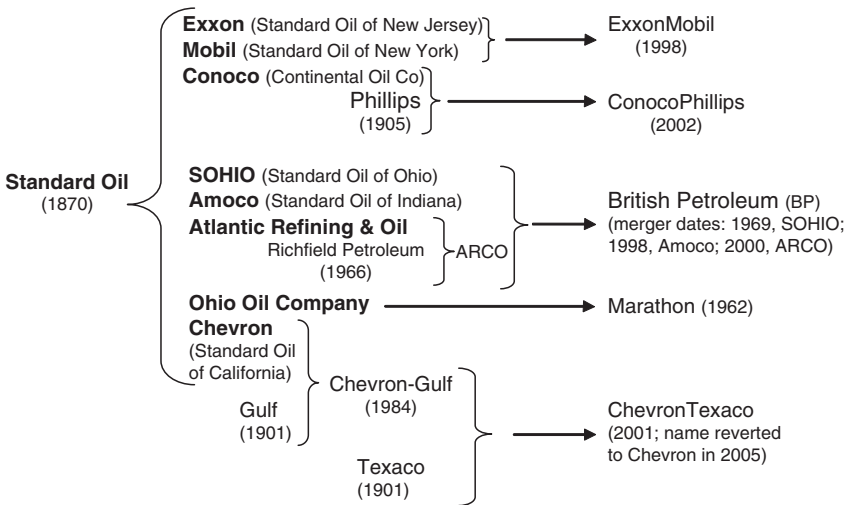 Standard Oil
(1870)
Exxon (Standard Oil of New Jersey)
Mobil (Standard Oil of New York)
ExxonMobil
(1998)
Conoco (Continental Oil Co)
Phillips
(1905)
ConocoPhillips
(2002)
SOHIO (Standard Oil of Ohio)
Amoco (Standard Oil of Indiana)
Atlantic Refining & Oil
Richfield Petroleum
(1966)
ARCO
British Petroleum (BP)
(merger dates: 1969, SOHIO;
1998, Amoco; 2000, ARCO)
Ohio Oil Company
Marathon (1962)
Chevron
(Standard Oil
of California)
Gulf
(1901)
Chevron-Gulf
(1984)
Texaco
(1901)
ChevronTexaco
(2001; name reverted
to Chevron in 2005)